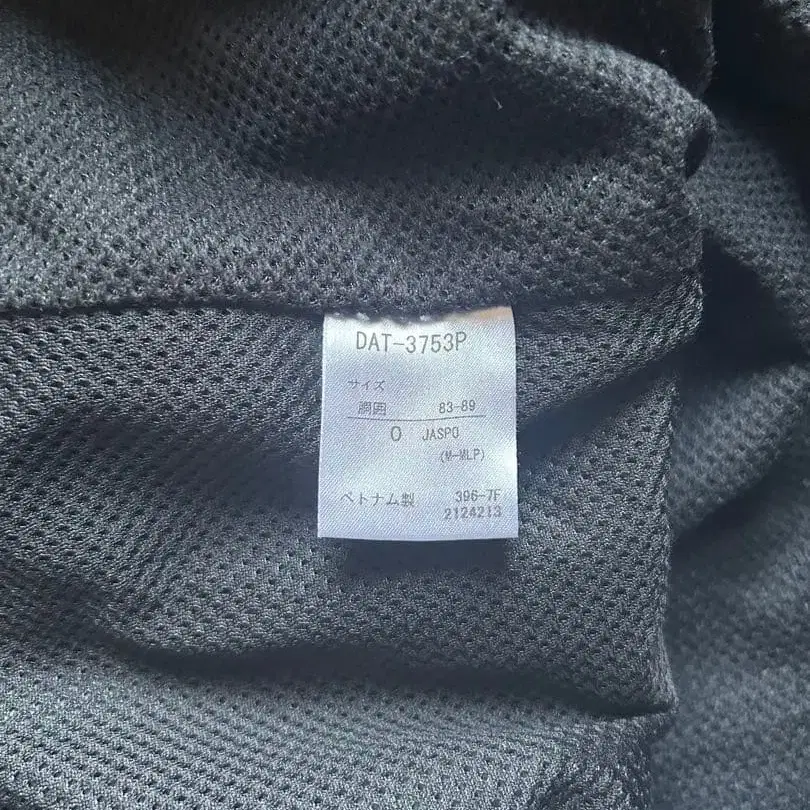 DAT-3753P
サイズ
胴囲 83-89
O JASPO
(M-MLP)
ベトナム製 396-7F
2124213